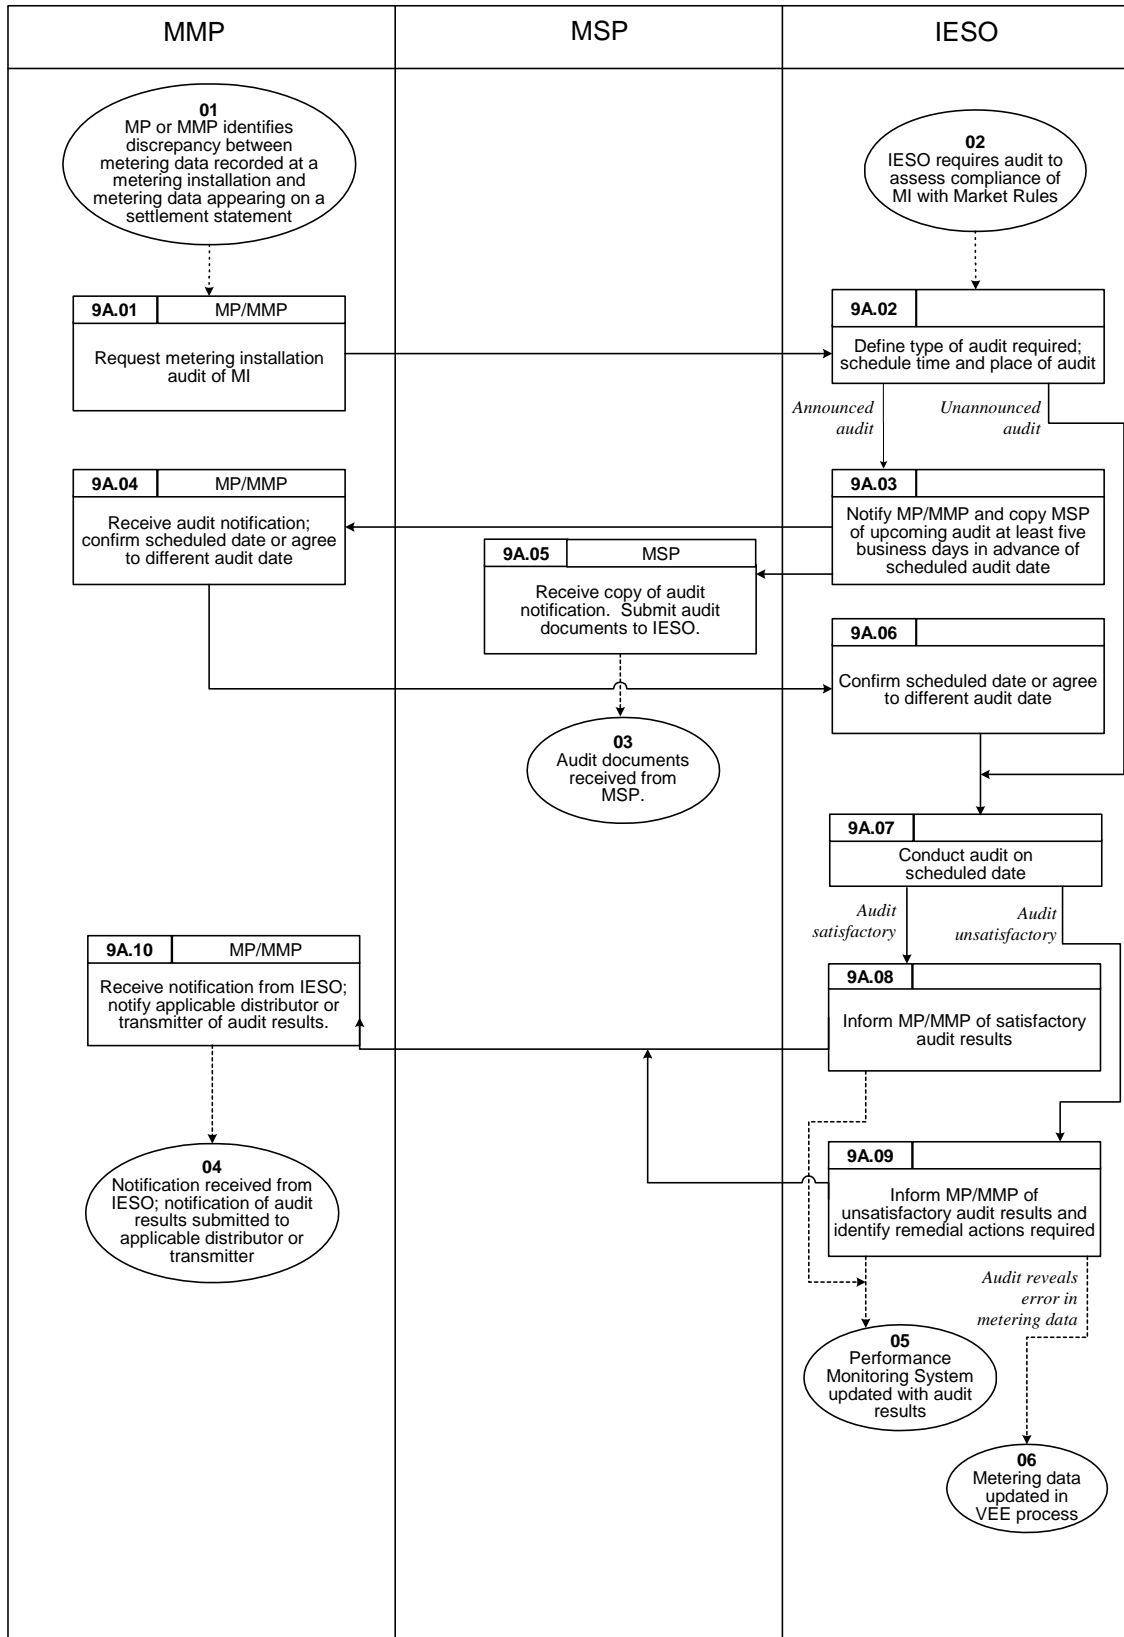 MMP
MSP
IESO
01
MP or MMP identifies
discrepancy between
metering data recorded at a
metering installation and
metering data appearing on a
settlement statement
02
IESO requires audit to
assess compliance of
MI with Market Rules
9A.01
MP/MMP
Request metering installation
audit of MI
9A.02
Define type of audit required;
schedule time and place of audit
Announced
audit
Unannounced
audit
9A.04
MP/MMP
Receive audit notification;
confirm scheduled date or agree
to different audit date
9A.03
Notify MP/MMP and copy MSP
of upcoming audit at least five
business days in advance of
scheduled audit date
9A.05
MSP
Receive copy of audit
notification. Submit audit
documents to IESO.
9A.06
Confirm scheduled date or agree
to different audit date
03
Audit documents
received from
MSP.
9A.07
Conduct audit on
scheduled date
Audit
satisfactory
Audit
unsatisfactory
9A.10
MP/MMP
Receive notification from IESO;
notify applicable distributor or
transmitter of audit results.
9A.08
Inform MP/MMP of satisfactory
audit results
04
Notification received from
IESO; notification of audit
results submitted to
applicable distributor or
transmitter
9A.09
Inform MP/MMP of
unsatisfactory audit results and
identify remedial actions required
Audit reveals
error in
metering data
05
Performance
Monitoring System
updated with audit
results
06
Metering data
updated in
VEE process